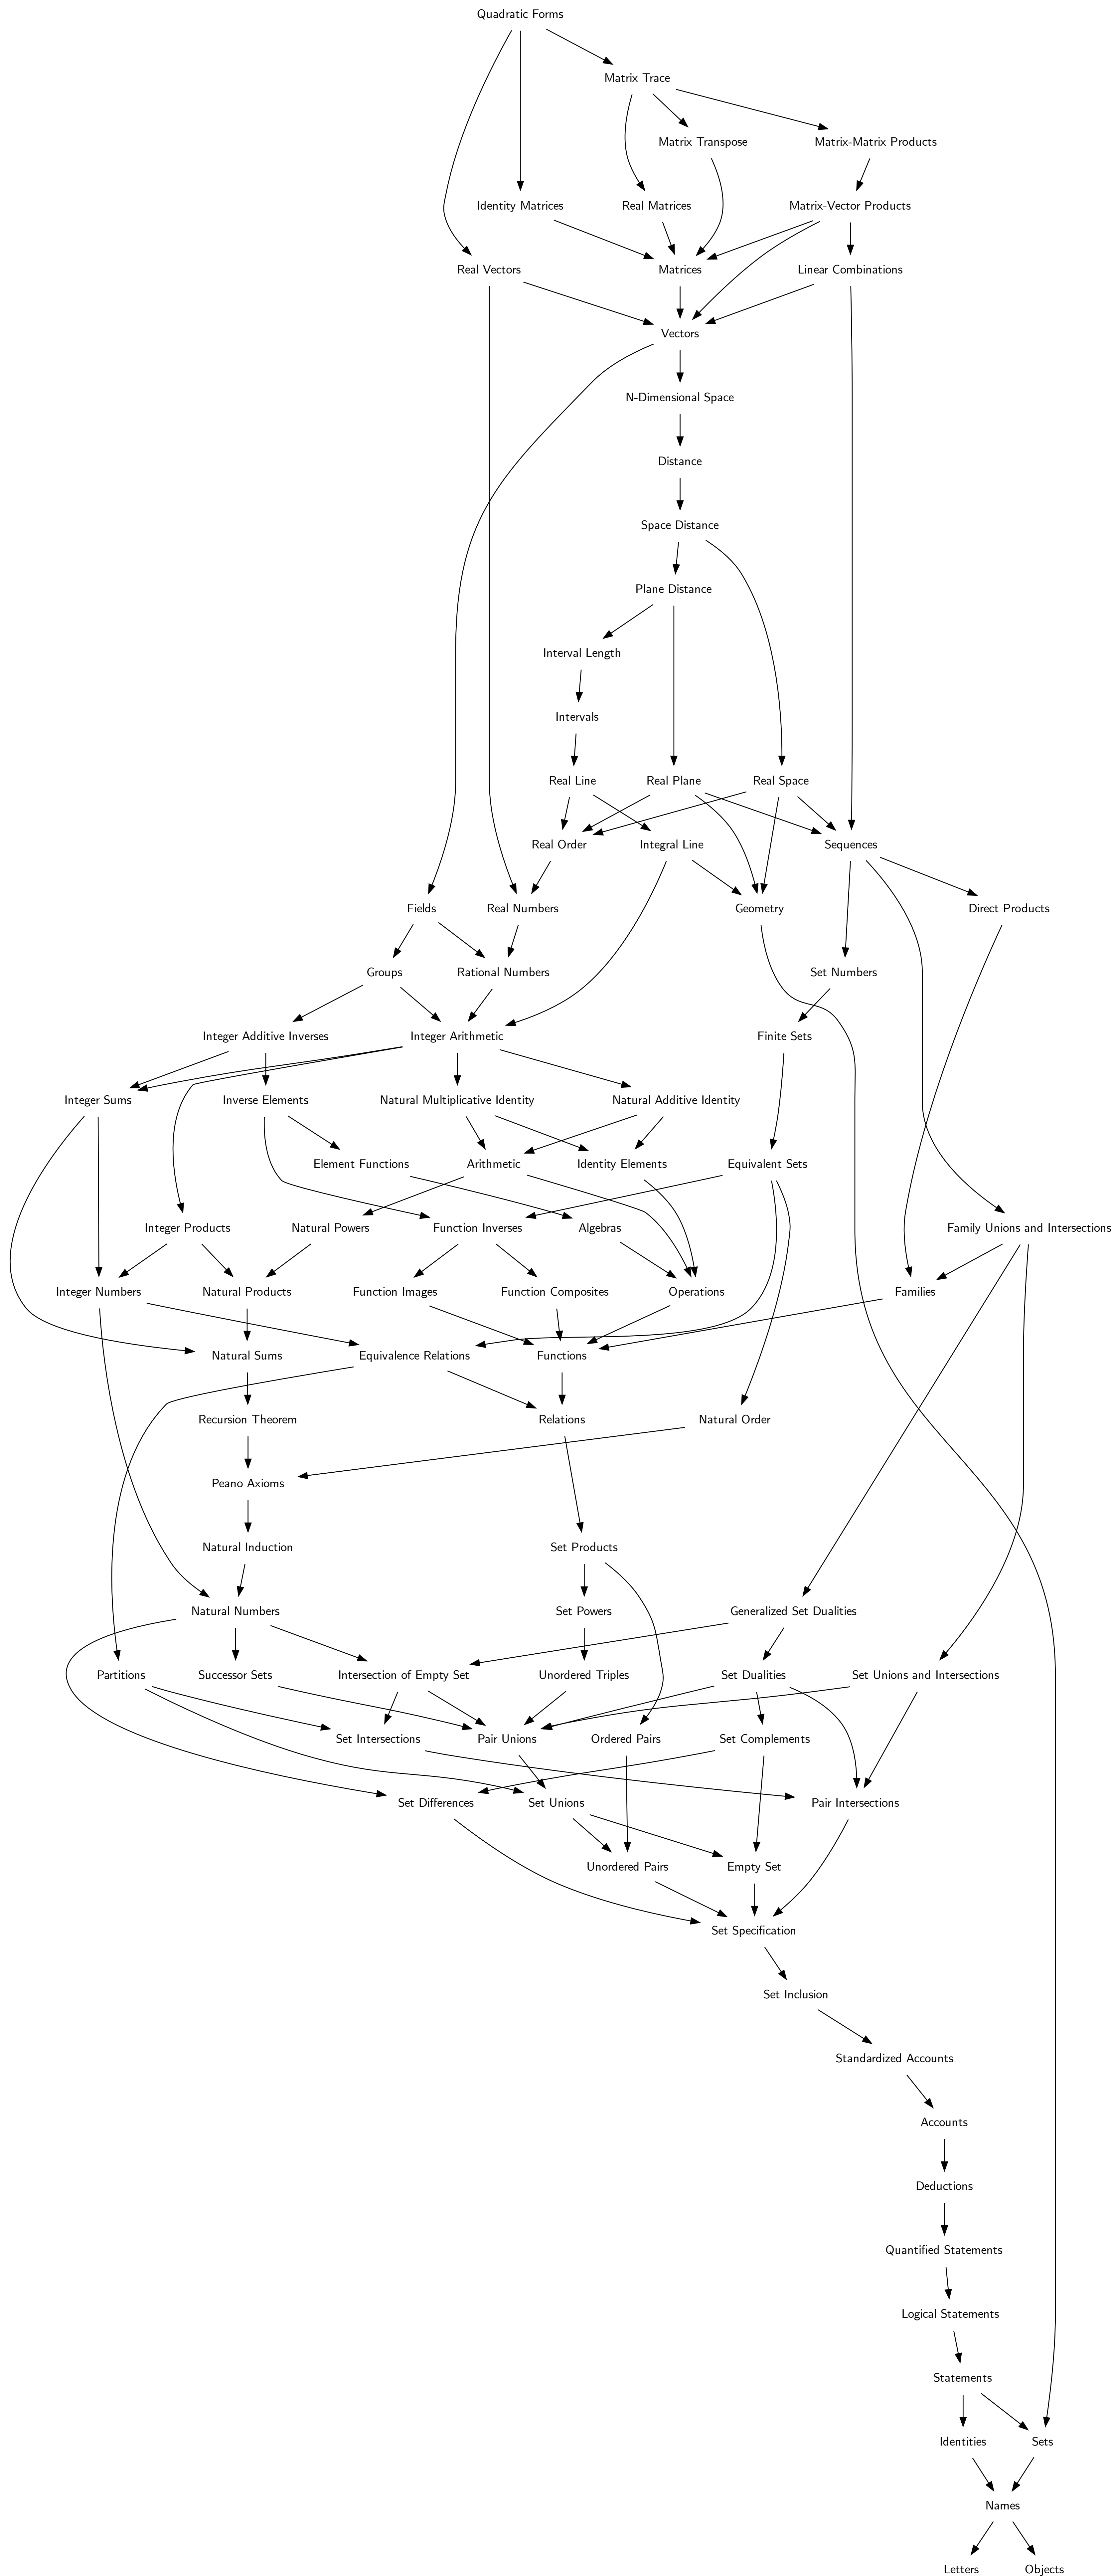 Quadratic Forms
Matrix Trace
Matrix Transpose
Matrix-Matrix Products
Identity Matrices
Real Matrices
Matrix-Vector Products
Real Vectors
Matrices
Linear Combinations
Vectors
N-Dimensional Space
Distance
Space Distance
Plane Distance
Interval Length
Intervals
Real Line
Real Plane
Real Space
Real Order
Integral Line
Sequences
Fields
Real Numbers
Geometry
Direct Products
Groups
Rational Numbers
Set Numbers
Integer Additive Inverses
Integer Arithmetic
Finite Sets
Integer Sums
Inverse Elements
Natural Multiplicative Identity
Natural Additive Identity
Element Functions
Arithmetic
Identity Elements
Equivalent Sets
Integer Products
Natural Powers
Function Inverses
Algebras
Family Unions and Intersections
Integer Numbers
Natural Products
Function Images
Function Composites
Operations
Families
Natural Sums
Equivalence Relations
Functions
Recursion Theorem
Relations
Natural Order
Peano Axioms
Natural Induction
Set Products
Natural Numbers
Set Powers
Generalized Set Dualities
Partitions
Successor Sets
Intersection of Empty Set
Unordered Triples
Set Dualities
Set Unions and Intersections
Set Intersections
Pair Unions
Ordered Pairs
Set Complements
Set Differences
Set Unions
Pair Intersections
Unordered Pairs
Empty Set
Set Specification
Set Inclusion
Standardized Accounts
Accounts
Deductions
Quantified Statements
Logical Statements
Statements
Identities
Sets
Names
Letters
Objects